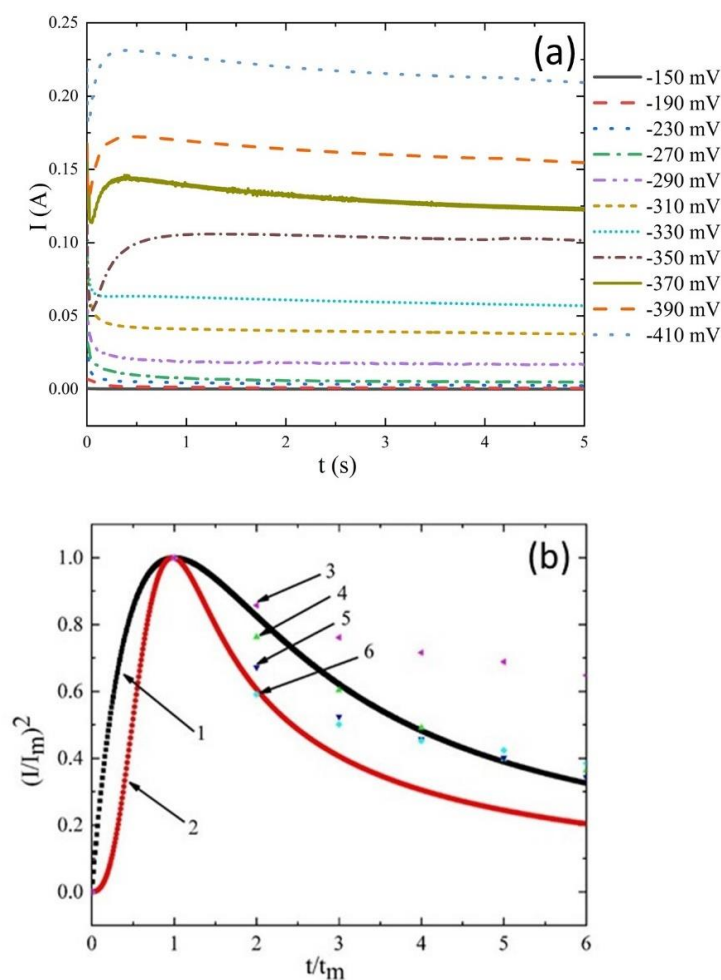 (a)
0.25
0.20
0.15
0.10
0.05
0.00
I (A)
0 1 2 3 4 5
t (s)
-150 mV
-190 mV
-230 mV
-270 mV
-290 mV
-310 mV
-330 mV
-350 mV
-370 mV
-390 mV
-410 mV
(b)
1.0
0.8
0.6
0.4
0.2
0.0
(I/I_m)^2
3
4
5
6
1
2
0 1 2 3 4 5 6
t/t_m